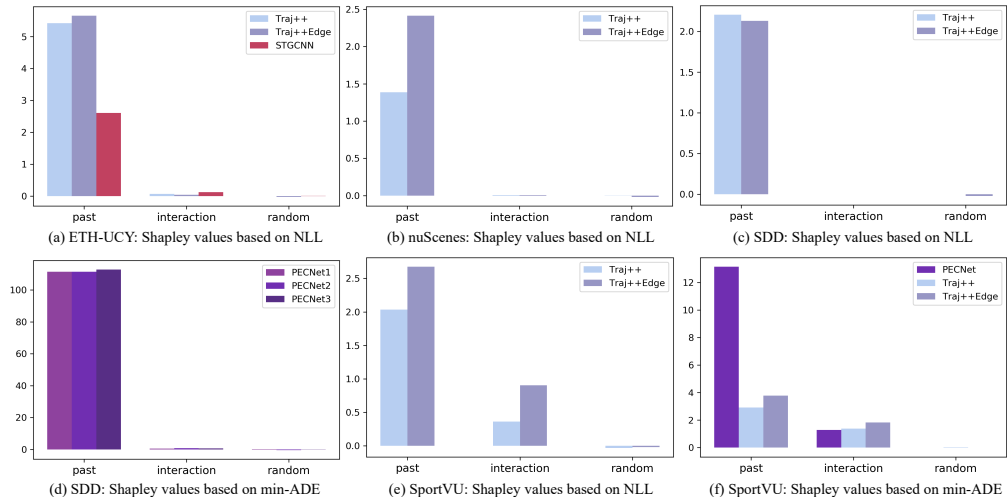 Traj++
Traj++Edge
STGCNN
5
4
3
2
1
0
past interaction random
(a) ETH-UCY: Shapley values based on NLL
Traj++
Traj++Edge
2.5
2.0
1.5
1.0
0.5
0.0
past interaction random
(b) nuScenes: Shapley values based on NLL
Traj++
Traj++Edge
2.0
1.5
1.0
0.5
0.0
past interaction random
(c) SDD: Shapley values based on NLL
PECNet1
PECNet2
PECNet3
100
80
60
40
20
0
past interaction random
(d) SDD: Shapley values based on min-ADE
Traj++
Traj++Edge
2.5
2.0
1.5
1.0
0.5
0.0
past interaction random
(e) SportVU: Shapley values based on NLL
PECNet
Traj++
Traj++Edge
12
10
8
6
4
2
0
past interaction random
(f) SportVU: Shapley values based on min-ADE